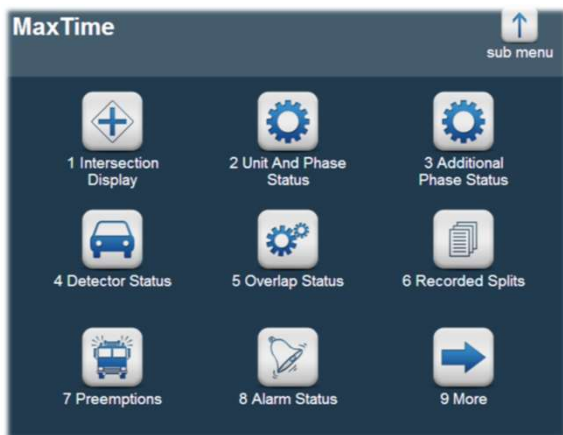 MaxTime
sub menu
1 Intersection
Display
2 Unit And Phase
Status
3 Additional
Phase Status
4 Detector Status
5 Overlap Status
6 Recorded Splits
7 Preemptions
8 Alarm Status
9 More